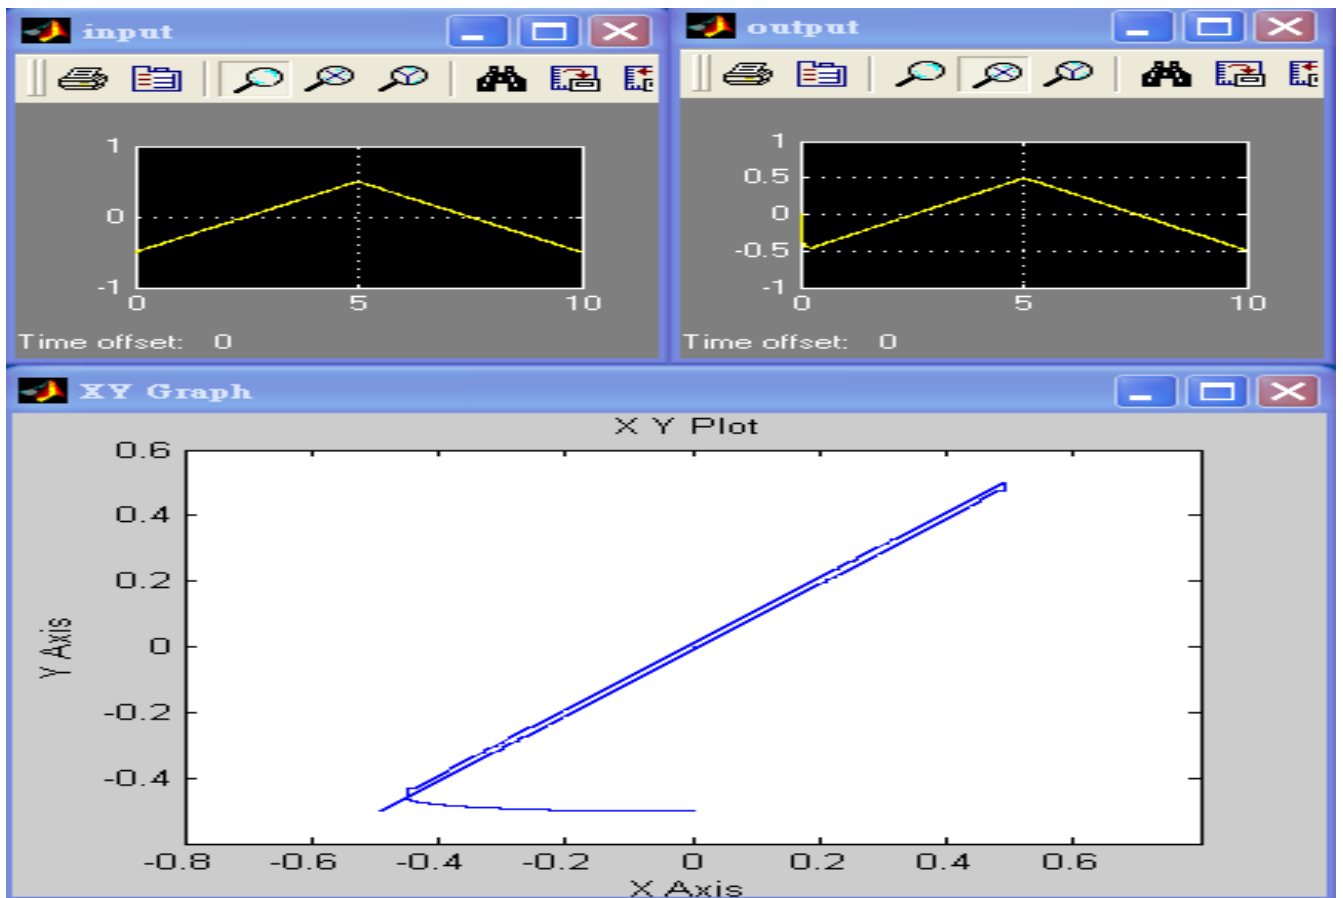 input
1
0
-1
0 5 10
Time offset: 0
output
1
0.5
0
-0.5
-1
0 5 10
Time offset: 0
XY Graph
X Y Plot
0.6
0.4
0.2
0
-0.2
-0.4
Y Axis
-0.8 -0.6 -0.4 -0.2 0 0.2 0.4 0.6
X Axis